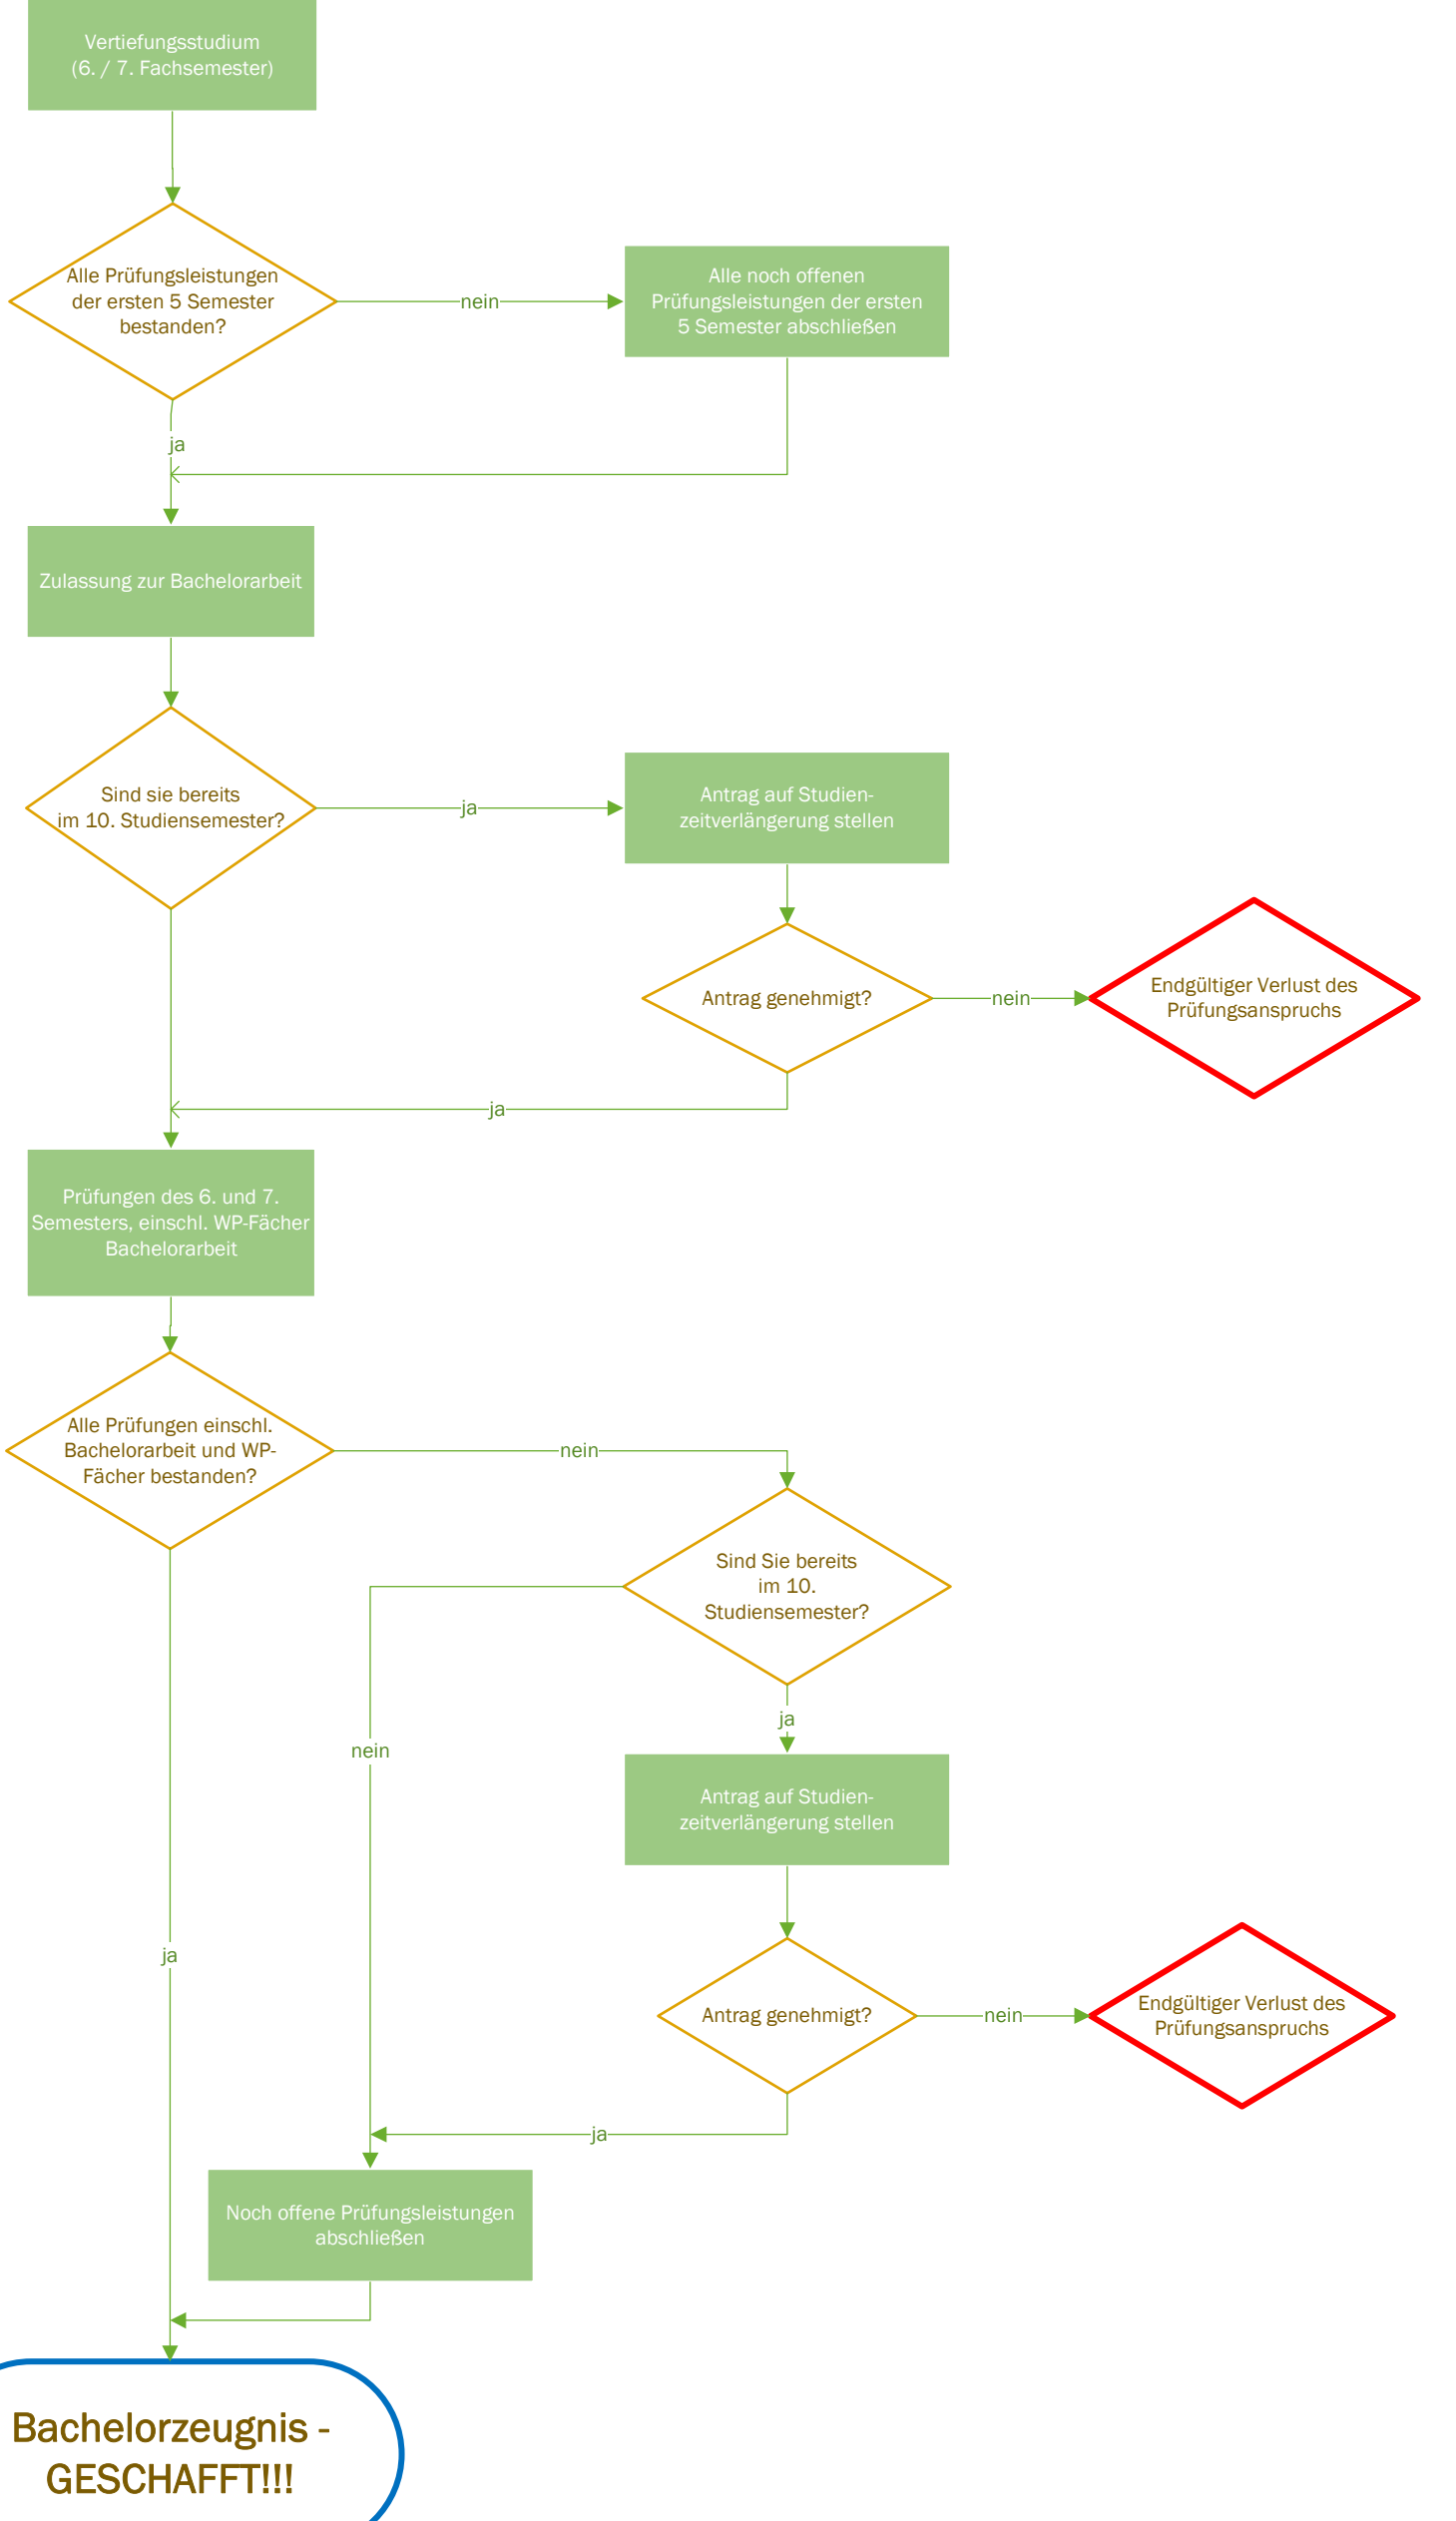 Vertiefungsstudium
(6. / 7. Fachsemester)
Alle Prüfungsleistungen
der ersten 5 Semester
bestanden?
nein
Alle noch offenen
Prüfungsleistungen der ersten
5 Semester abschließen
ja
Zulassung zur Bachelorarbeit
Sind sie bereits
im 10. Studiensemester?
ja
Antrag auf Studien-
zeitverlängerung stellen
Antrag genehmigt?
nein
Endgültiger Verlust des
Prüfungsanspruchs
ja
Prüfungen des 6. und 7.
Semesters, einschl. WP-Fächer
Bachelorarbeit
Alle Prüfungen einschl.
Bachelorarbeit und WP-
Fächer bestanden?
nein
Sind Sie bereits
im 10.
Studiensemester?
ja
nein
Antrag auf Studien-
zeitverlängerung stellen
ja
Antrag genehmigt?
nein
Endgültiger Verlust des
Prüfungsanspruchs
ja
Noch offene Prüfungsleistungen
abschließen
Bachelorzeugnis -
GESCHAFFT!!!